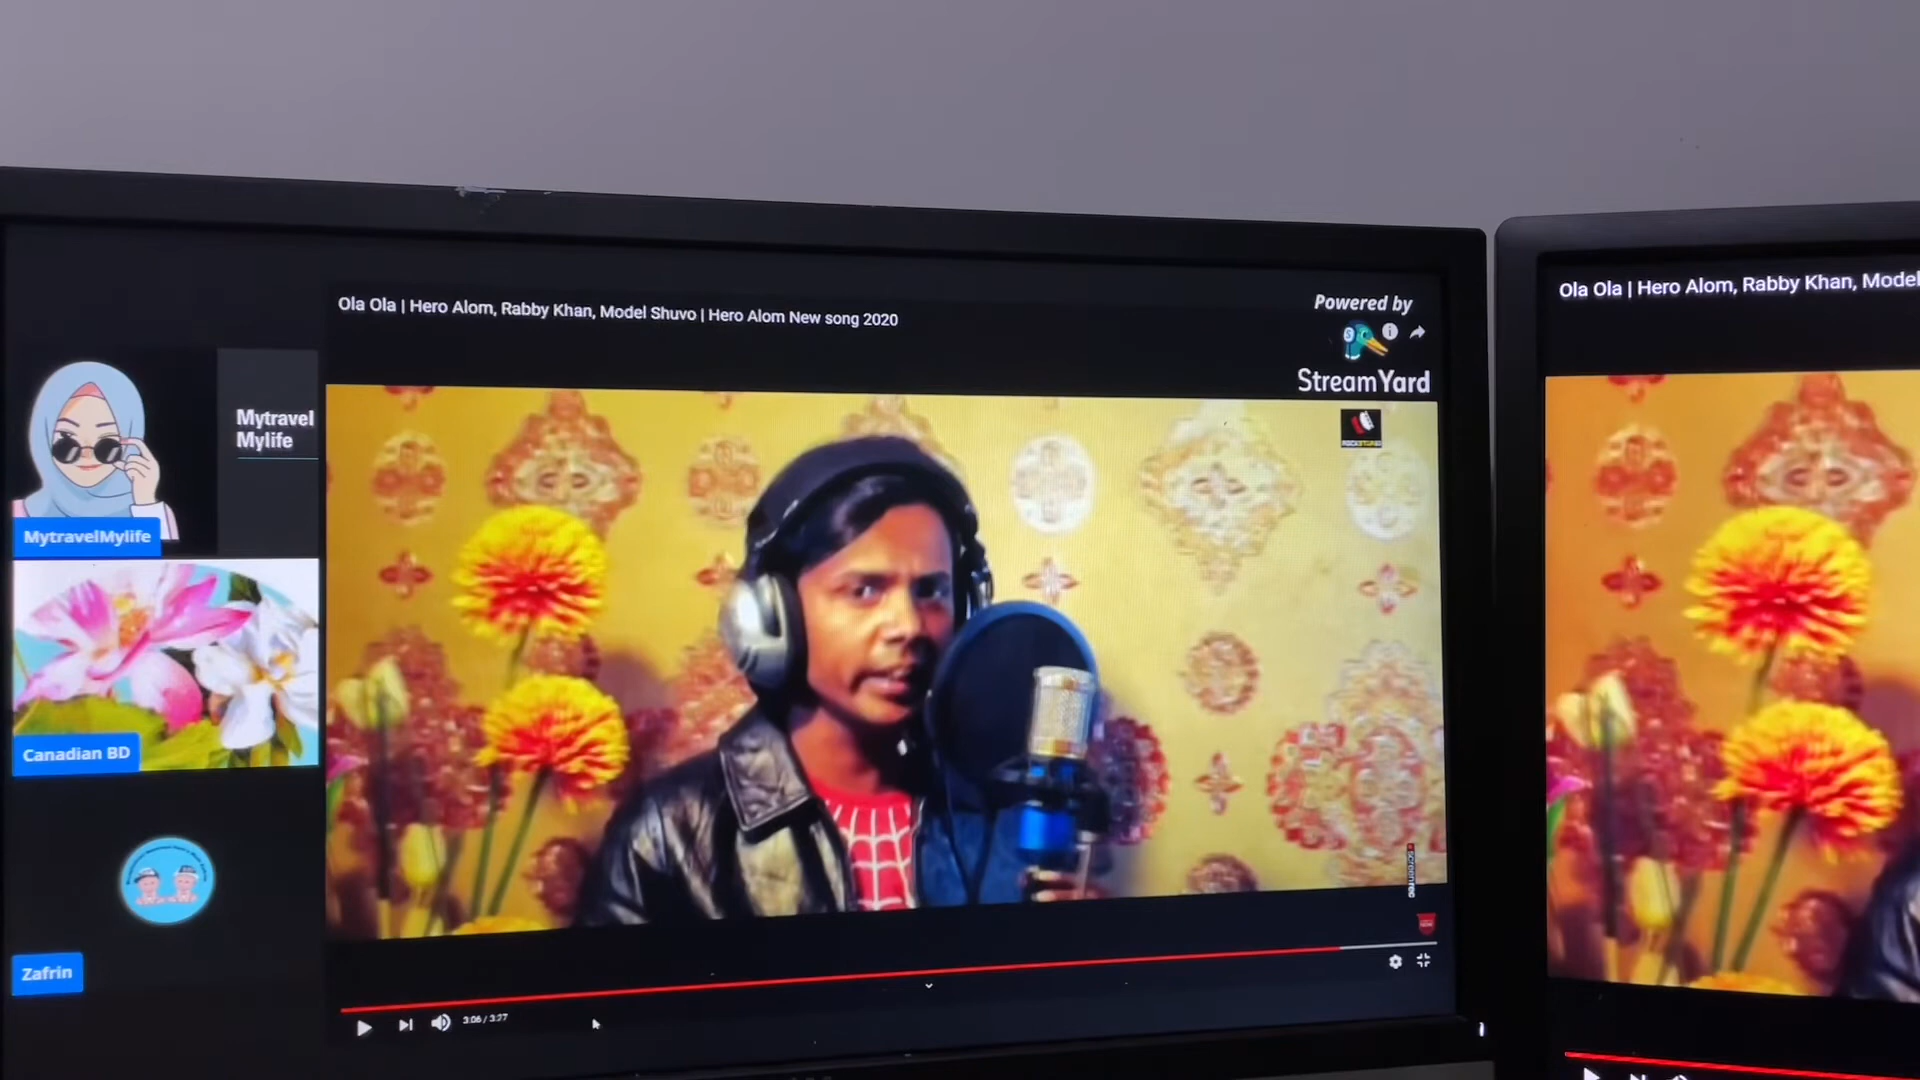 Ola Ola | Hero Alom, Rabby Khan, Model Shuvo | Hero Alom New song 2020
Powered by
StreamYard
Mytravel
Mylife
MytravelMylife
Canadian BD
Zafrin
screenrec
3:06 / 3:27
Ola Ola | Hero Alom, Rabby Khan, Model